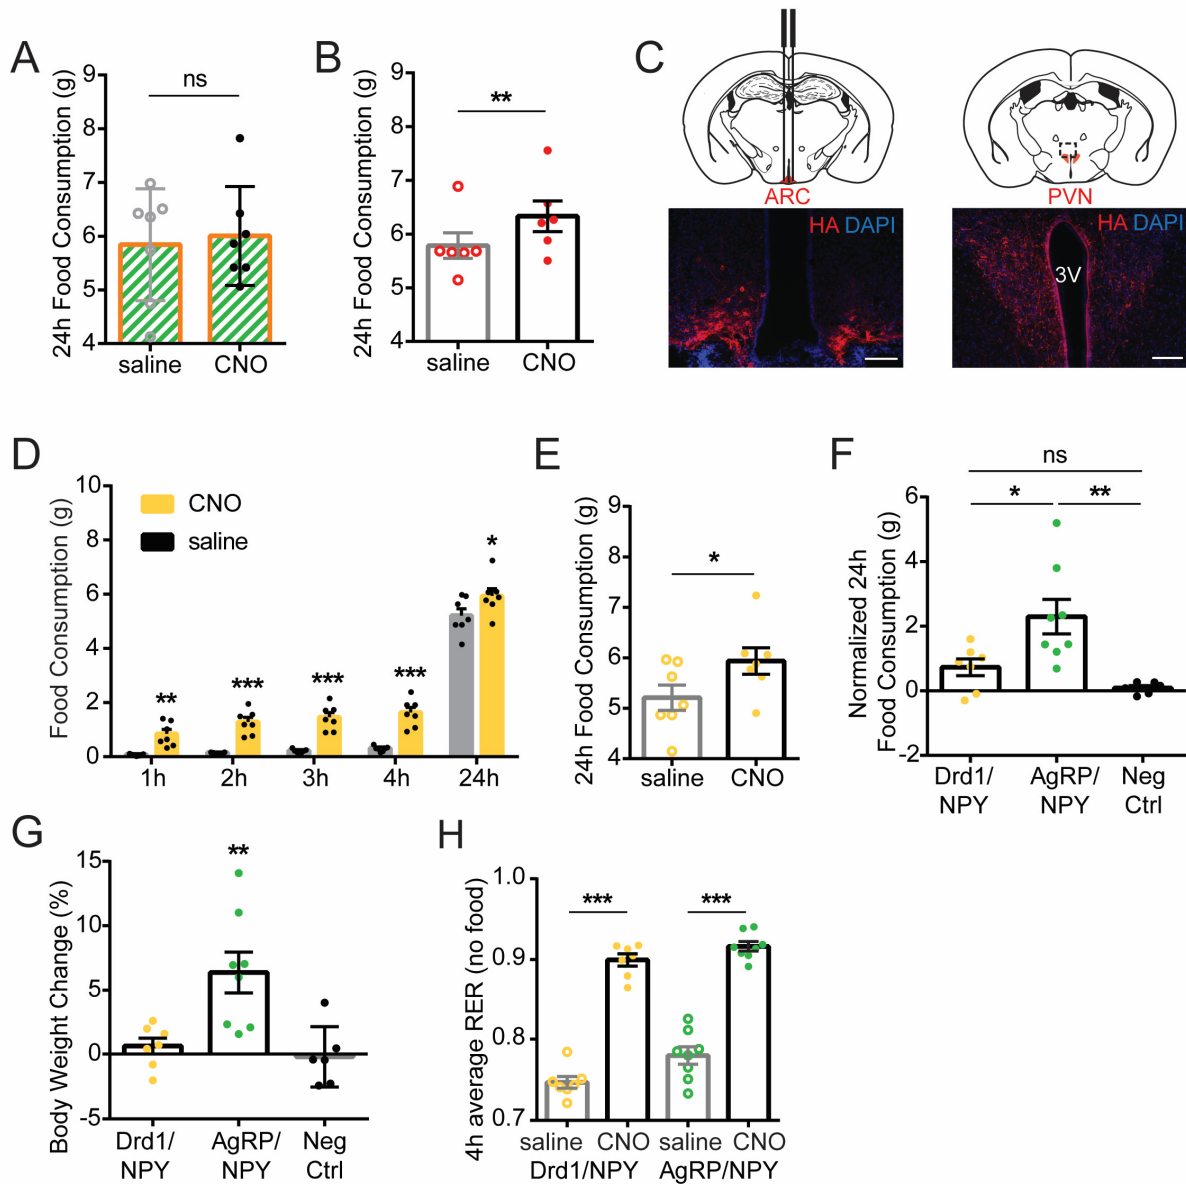 A
24h Food Consumption (g)
9
8
7
6
5
4
ns
saline
CNO
B
24h Food Consumption (g)
9
8
7
6
5
4
**
saline
CNO
C
ARC
HA DAPI
PVN
HA DAPI
3V
D
Food Consumption (g)
10
8
6
4
2
0
CNO
saline
**
***
***
***
*
1h
2h
3h
4h
24h
E
24h Food Consumption (g)
9
8
7
6
5
4
*
saline
CNO
F
Normalized 24h
Food Consumption (g)
6
4
2
0
-2
ns
*
**
Drd1/
NPY
AgRP/
NPY
Neg
Ctrl
G
Body Weight Change (%)
15
10
5
0
-5
**
Drd1/
NPY
AgRP/
NPY
Neg
Ctrl
H
4h average RER (no food)
1.0
0.9
0.8
0.7
***
***
saline
CNO
saline
CNO
Drd1/NPY
AgRP/NPY